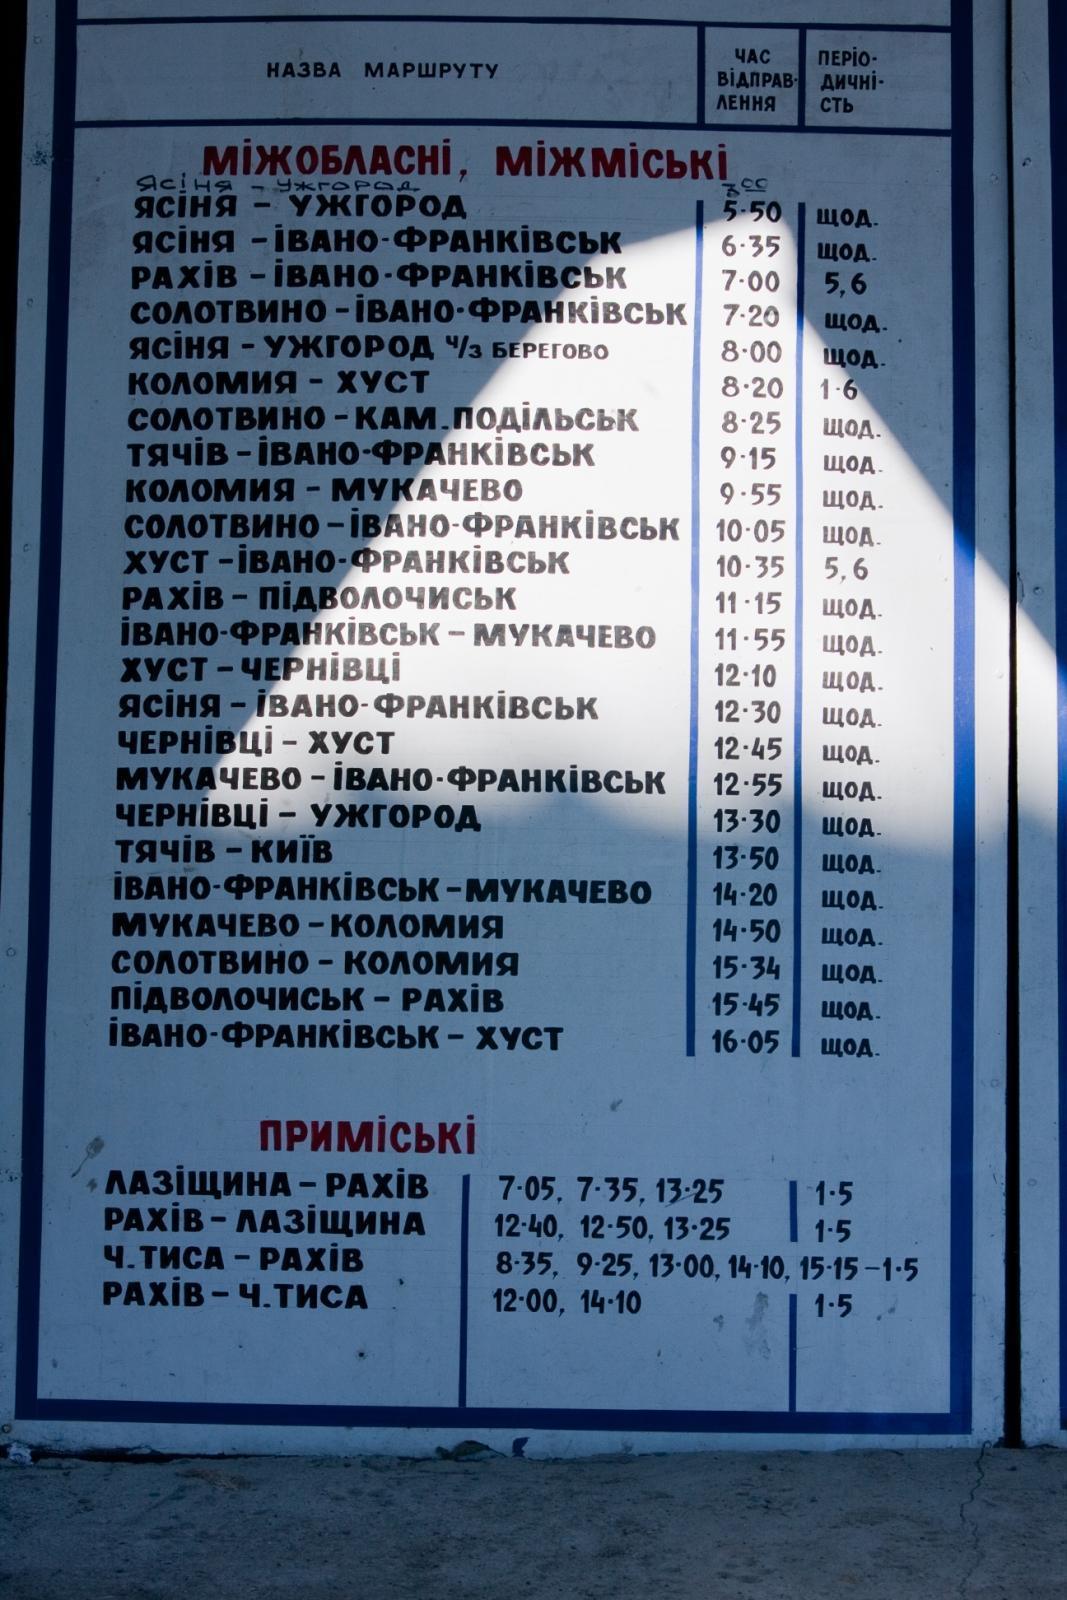 НАЗВА МАРШРУТУ
ЧАС ВІДПРАВ-ЛЕННЯ
ПЕРІО-ДИЧНІ-СТЬ
МІЖОБЛАСНІ, МІЖМІСЬКІ
ЯСІНЯ - УЖГОРОД 3 00
ЯСІНЯ - УЖГОРОД 5-50 ЩОД.
ЯСІНЯ - ІВАНО-ФРАНКІВСЬК 6-35 ЩОД.
РАХІВ - ІВАНО-ФРАНКІВСЬК 7-00 5,6
СОЛОТВИНО - ІВАНО-ФРАНКІВСЬК 7-20 ЩОД.
ЯСІНЯ - УЖГОРОД Ч/З БЕРЕГОВО 8-00 ЩОД.
КОЛОМИЯ - ХУСТ 8-20 1-6
СОЛОТВИНО - КАМ.ПОДІЛЬСЬК 8-25 ЩОД.
ТЯЧІВ - ІВАНО-ФРАНКІВСЬК 9-15 ЩОД.
КОЛОМИЯ - МУКАЧЕВО 9-55 ЩОД.
СОЛОТВИНО - ІВАНО-ФРАНКІВСЬК 10-05 ЩОД.
ХУСТ - ІВАНО-ФРАНКІВСЬК 10-35 5,6
РАХІВ - ПІДВОЛОЧИСЬК 11-15 ЩОД.
ІВАНО-ФРАНКІВСЬК - МУКАЧЕВО 11-55 ЩОД.
ХУСТ - ЧЕРНІВЦІ 12-10 ЩОД.
ЯСІНЯ - ІВАНО-ФРАНКІВСЬК 12-30 ЩОД.
ЧЕРНІВЦІ - ХУСТ 12-45 ЩОД.
МУКАЧЕВО - ІВАНО-ФРАНКІВСЬК 12-55 ЩОД.
ЧЕРНІВЦІ - УЖГОРОД 13-30 ЩОД.
ТЯЧІВ - КИЇВ 13-50 ЩОД.
ІВАНО-ФРАНКІВСЬК - МУКАЧЕВО 14-20 ЩОД.
МУКАЧЕВО - КОЛОМИЯ 14-50 ЩОД.
СОЛОТВИНО - КОЛОМИЯ 15-34 ЩОД.
ПІДВОЛОЧИСЬК - РАХІВ 15-45 ЩОД.
ІВАНО-ФРАНКІВСЬК - ХУСТ 16-05 ЩОД.
ПРИМІСЬКІ
ЛАЗІЩИНА - РАХІВ 7-05, 7-35, 13-25 1-5
РАХІВ - ЛАЗІЩИНА 12-40, 12-50, 13-25 1-5
Ч.ТИСА - РАХІВ 8-35, 9-25, 13-00, 14-10, 15-15 - 1-5
РАХІВ - Ч.ТИСА 12-00, 14-10 1-5